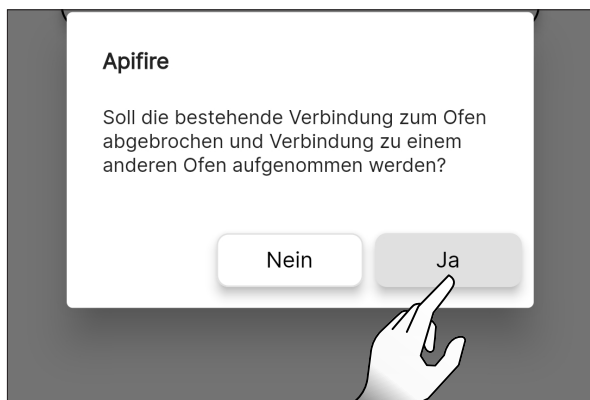 Apifire
Soll die bestehende Verbindung zum Ofen
abgebrochen und Verbindung zu einem
anderen Ofen aufgenommen werden?
Nein
Ja